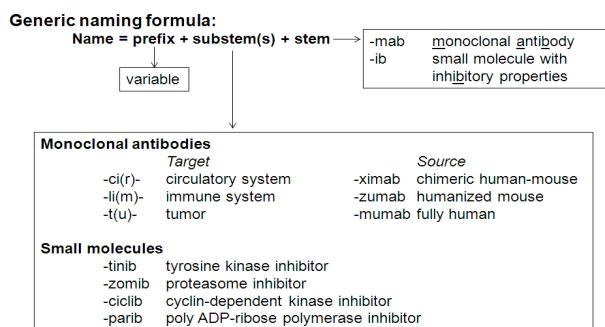 Generic naming formula:
Name = prefix + substem(s) + stem
-mab monoclonal antibody
-ib small molecule with
inhibitory properties
variable
Monoclonal antibodies
Target Source
-ci(r)- circulatory system -ximab chimeric human-mouse
-li(m)- immune system -zumab humanized mouse
-t(u)- tumor -mumab fully human
Small molecules
-tinib tyrosine kinase inhibitor
-zomib proteasome inhibitor
-ciclib cyclin-dependent kinase inhibitor
-parib poly ADP-ribose polymerase inhibitor